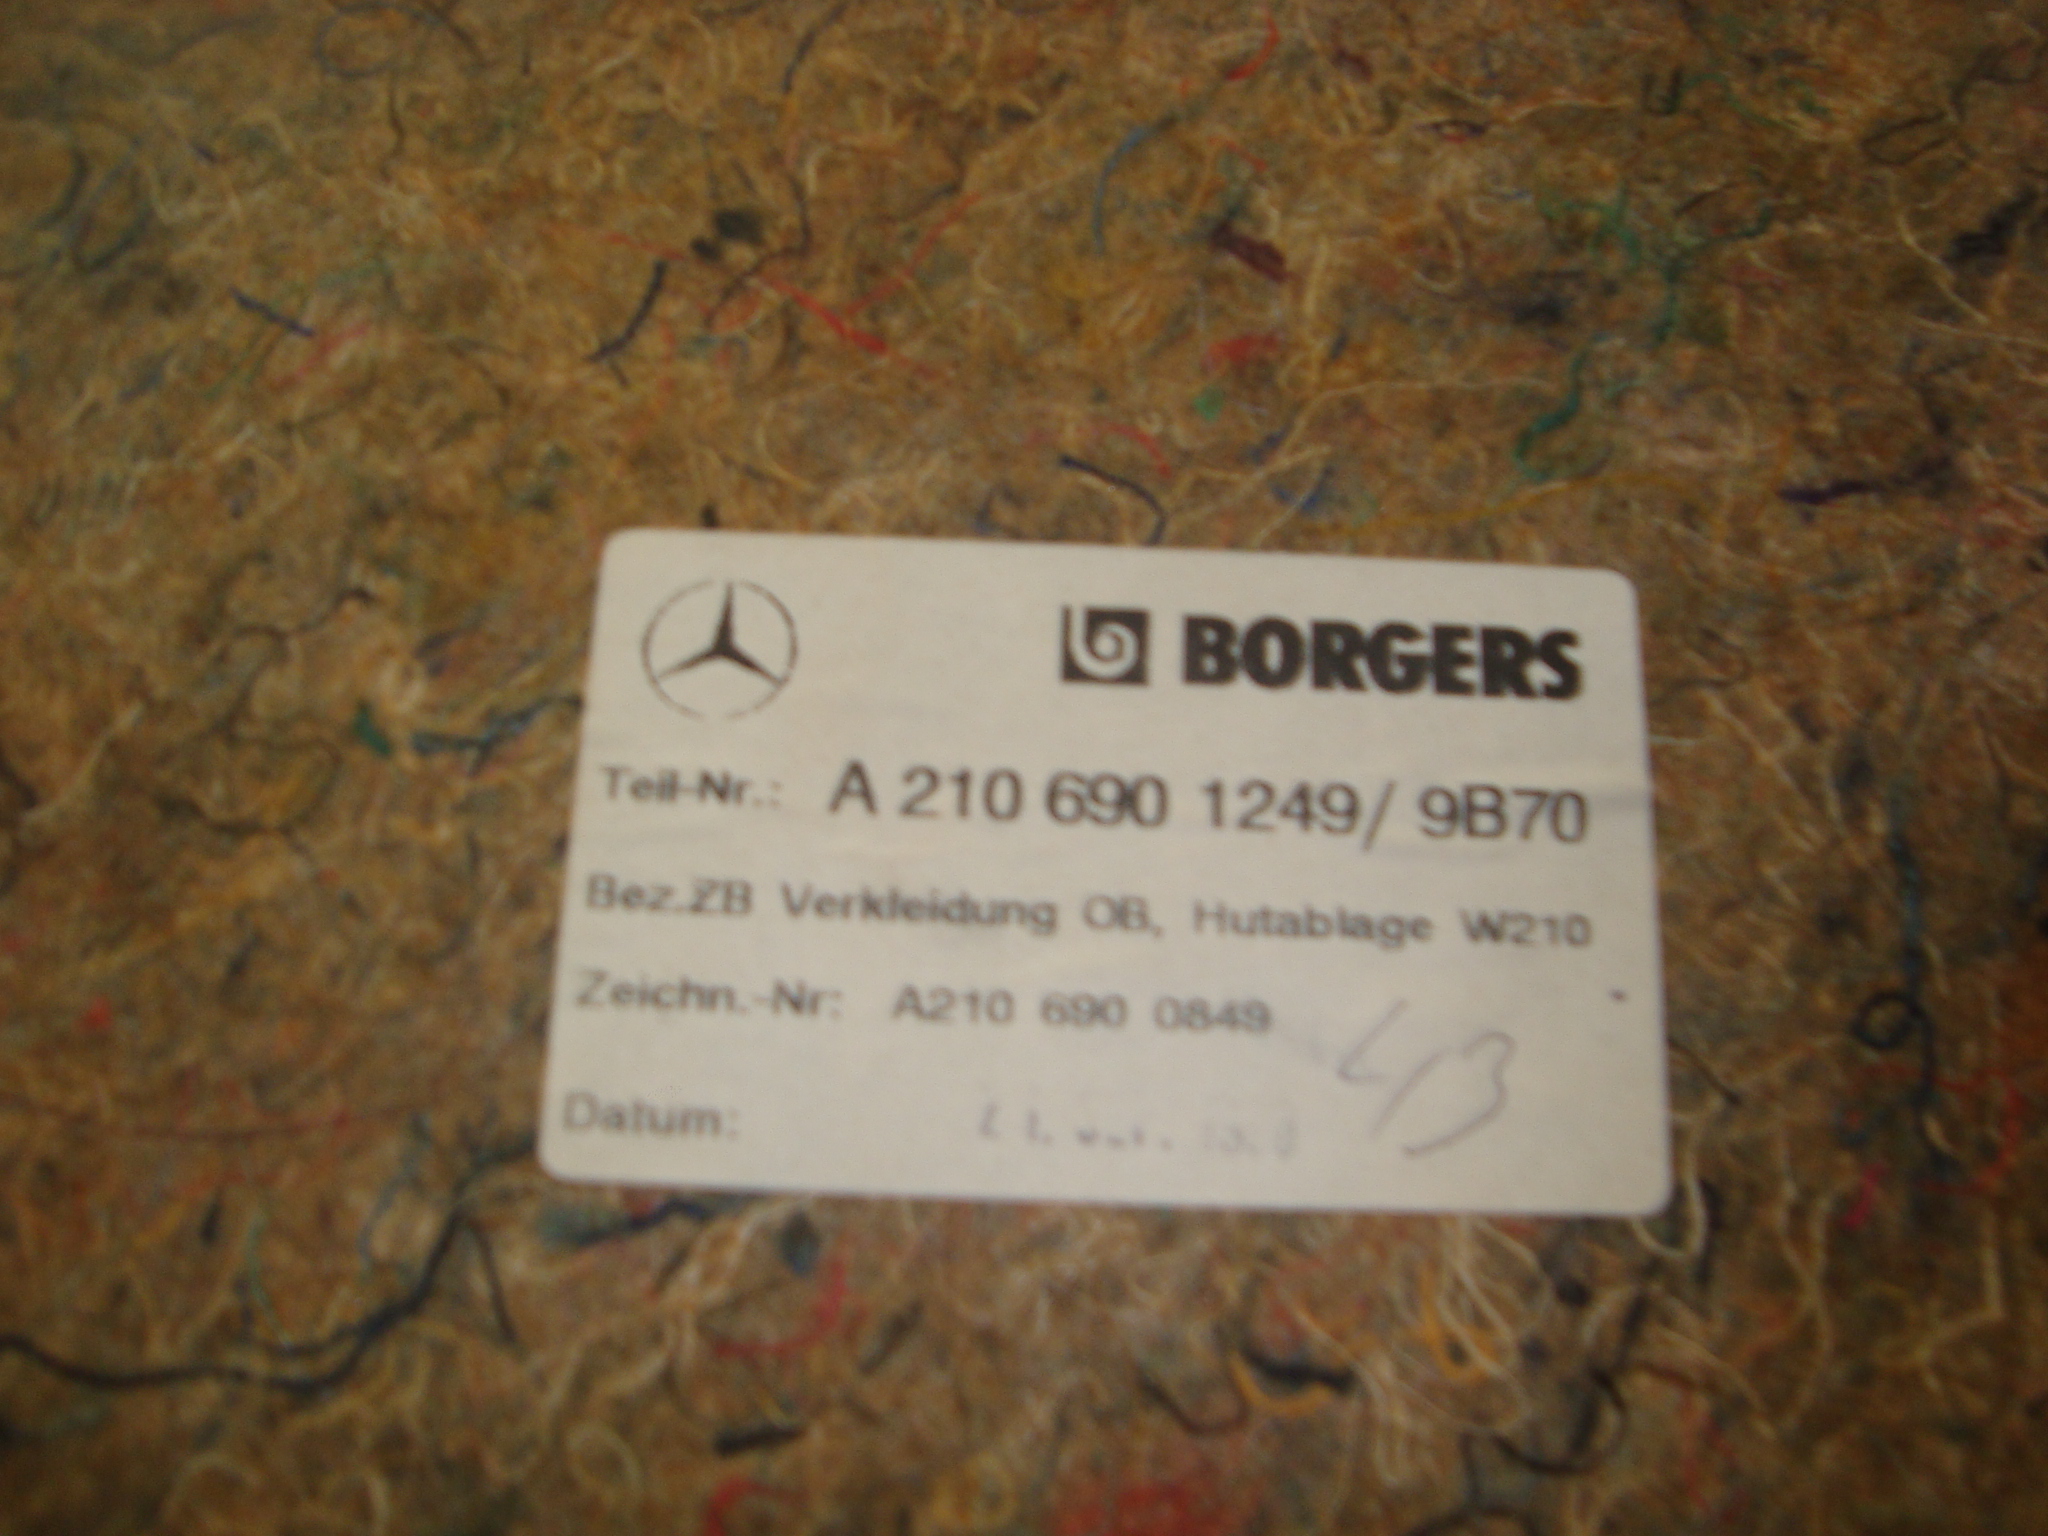 BORGERS
Teil-Nr.: A 210 690 1249/ 9B70
Bez.ZB Verkleidung OB, Hutablage W210
Zeichn.-Nr: A210 690 0849
Datum: